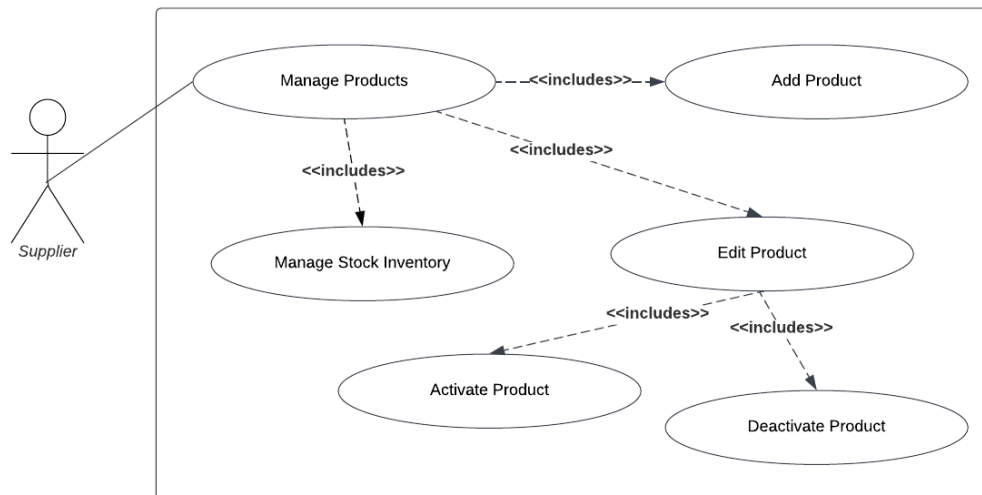 Manage Products
<<includes>>
Add Product
<<includes>>
<<includes>>
Supplier
Manage Stock Inventory
Edit Product
<<includes>>
<<includes>>
Activate Product
Deactivate Product